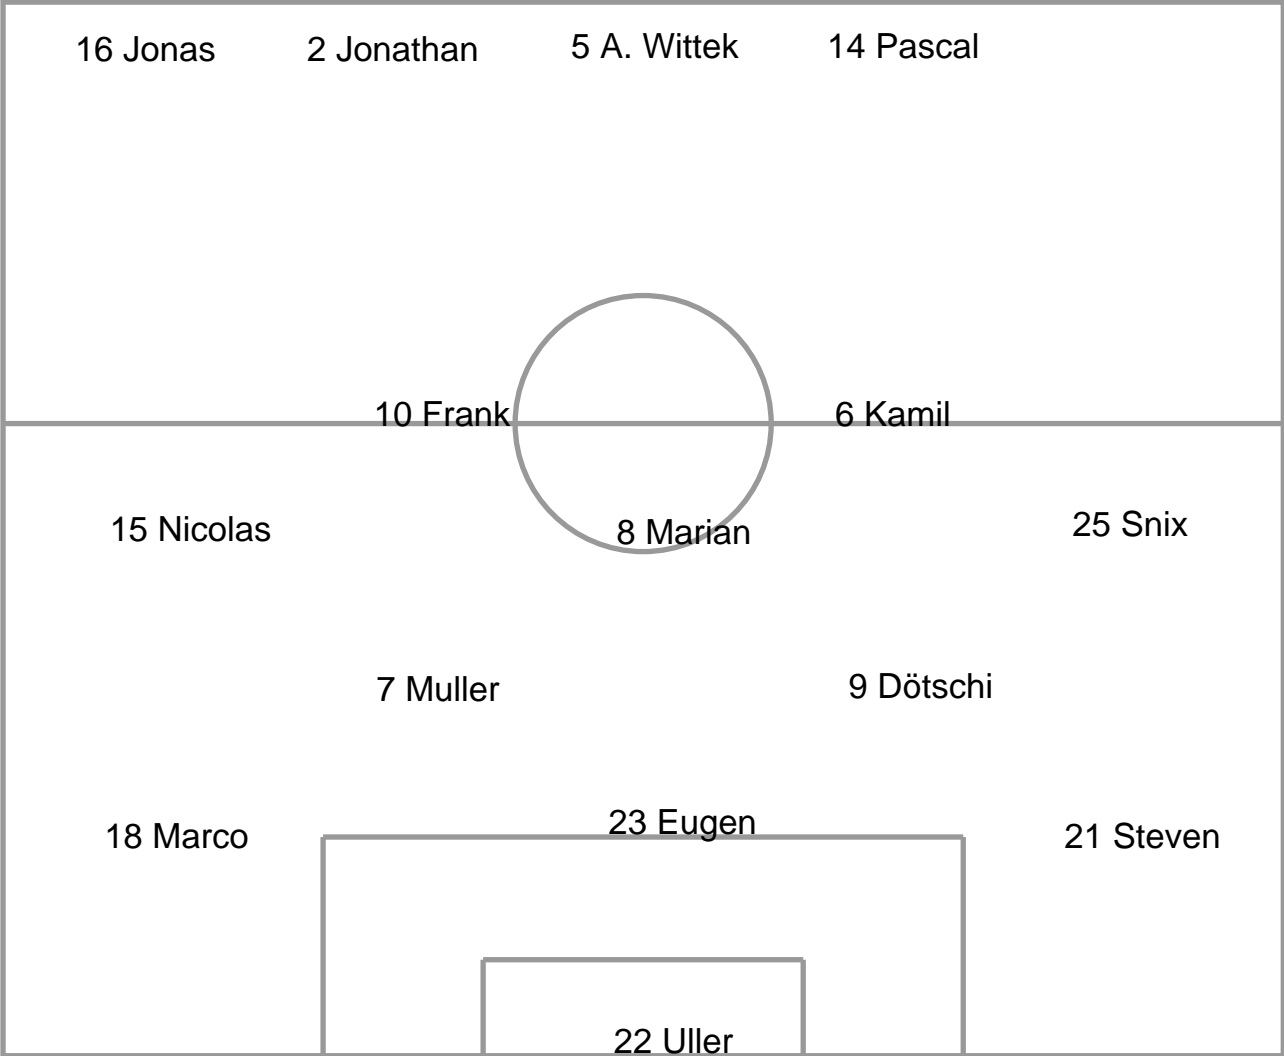 16 Jonas 2 Jonathan 5 A. Wittek 14 Pascal
10 Frank 6 Kamil
15 Nicolas 8 Marian 25 Snix
7 Muller 9 Dötschi
18 Marco 23 Eugen 21 Steven
22 Uller